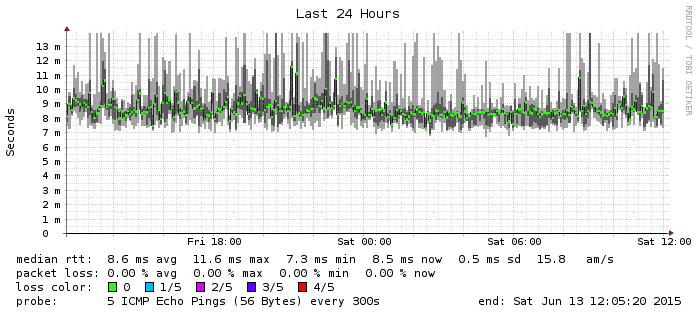 Last 24 Hours
RRDTOOL / TOBI OETIKER
Seconds
13 m
12 m
11 m
10 m
9 m
8 m
7 m
6 m
5 m
4 m
3 m
2 m
1 m
0
Fri 18:00 Sat 00:00 Sat 06:00 Sat 12:00
median rtt: 8.6 ms avg 11.6 ms max 7.3 ms min 8.5 ms now 0.5 ms sd 15.8 am/s
packet loss: 0.00 % avg 0.00 % max 0.00 % min 0.00 % now
loss color: 0 1/5 2/5 3/5 4/5
probe: 5 ICMP Echo Pings (56 Bytes) every 300s end: Sat Jun 13 12:05:20 2015